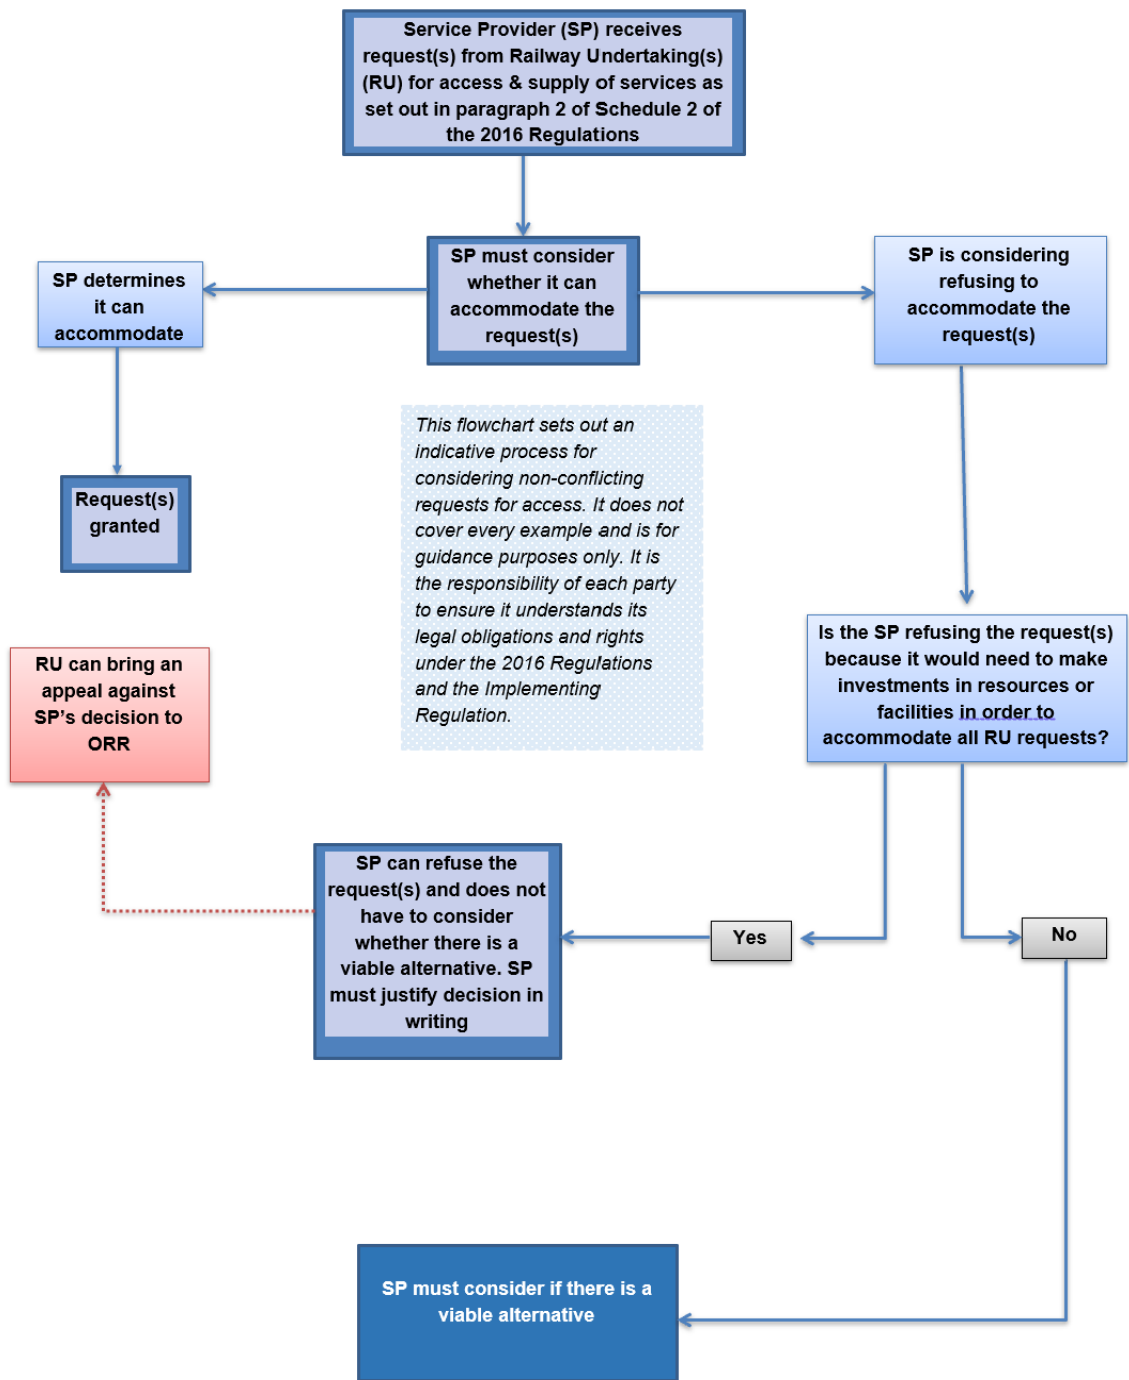 Service Provider (SP) receives
request(s) from Railway Undertaking(s)
(RU) for access & supply of services as
set out in paragraph 2 of Schedule 2 of
the 2016 Regulations
SP must consider
whether it can
accommodate the
request(s)
SP determines
it can
accommodate
SP is considering
refusing to
accommodate the
request(s)
Request(s)
granted
This flowchart sets out an
indicative process for
considering non-conflicting
requests for access. It does not
cover every example and is for
guidance purposes only. It is
the responsibility of each party
to ensure it understands its
legal obligations and rights
under the 2016 Regulations
and the Implementing
Regulation.
Is the SP refusing the request(s)
because it would need to make
investments in resources or
facilities in order to
accommodate all RU requests?
RU can bring an
appeal against
SP's decision to
ORR
SP can refuse the
request(s) and does not
have to consider
whether there is a
viable alternative. SP
must justify decision in
writing
Yes
No
SP must consider if there is a
viable alternative